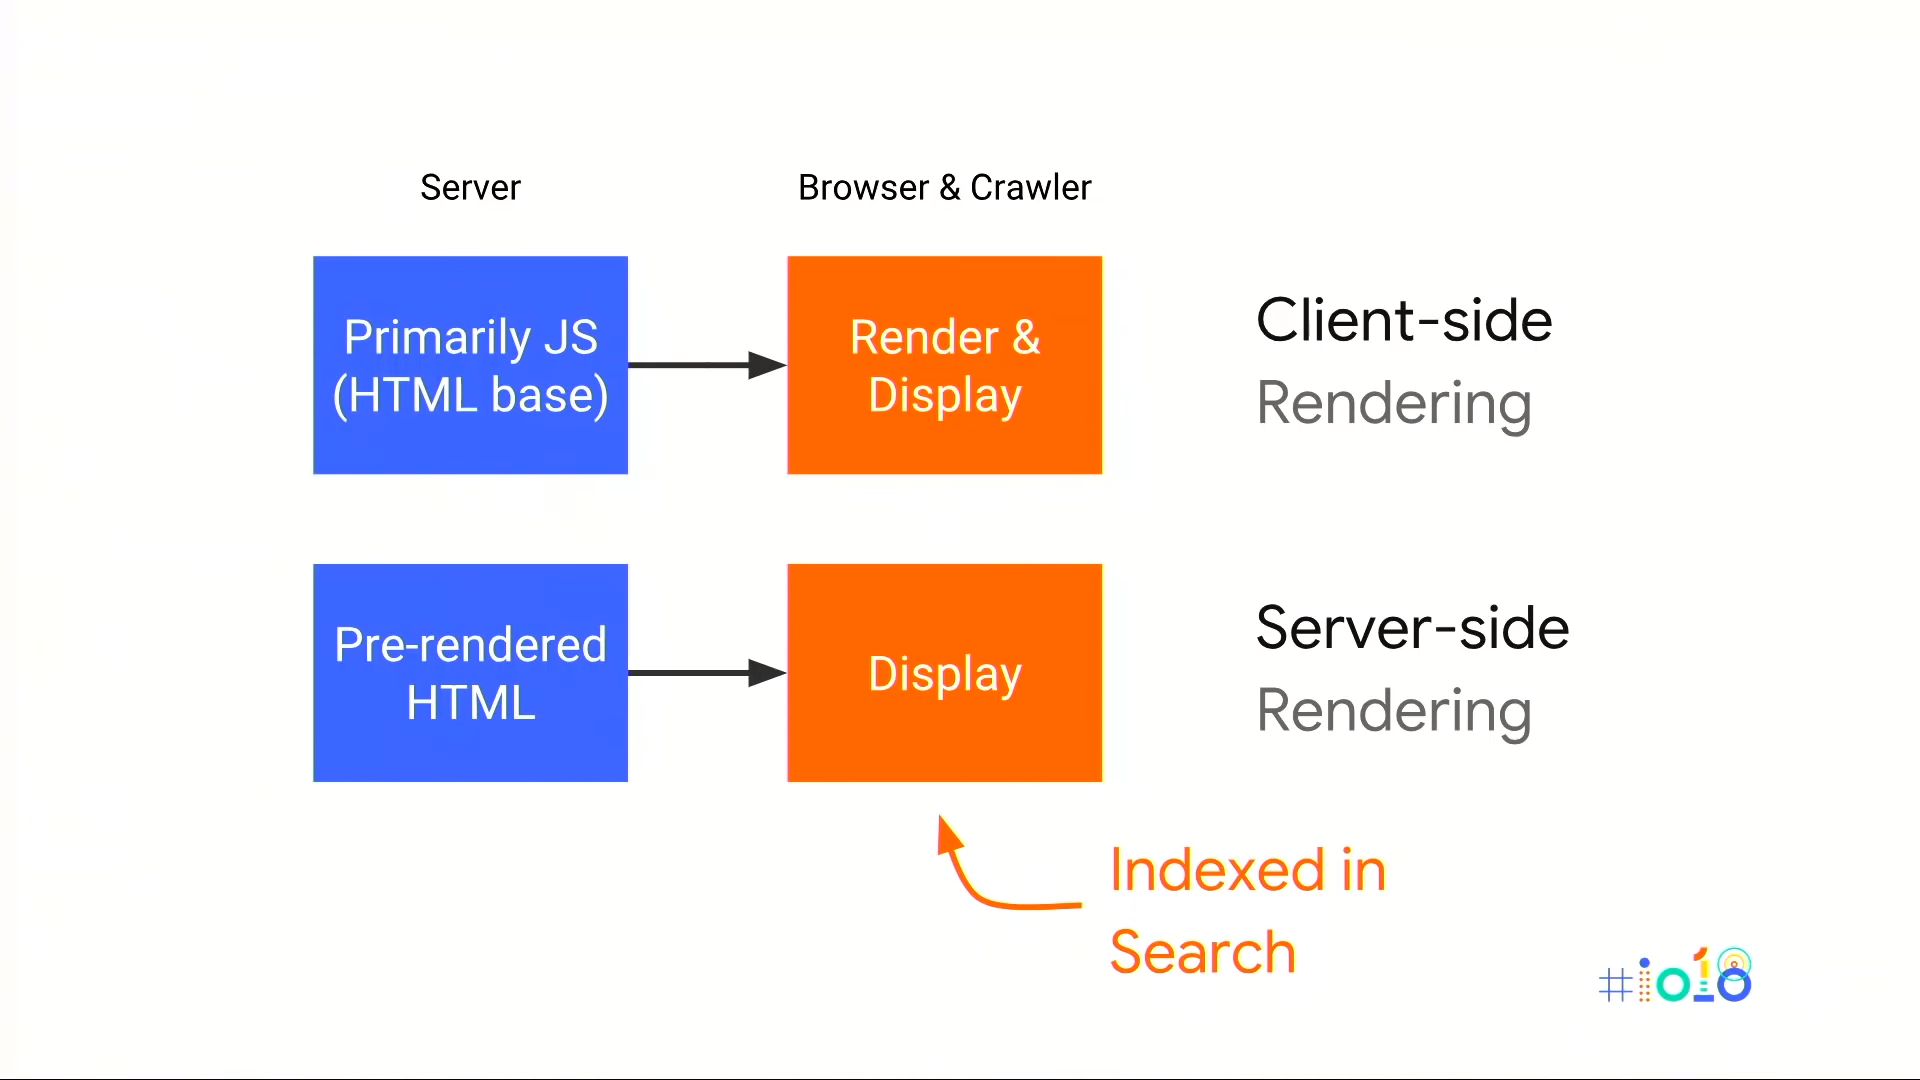 Server
Browser & Crawler
Primarily JS
(HTML base)
Render &
Display
Client-side
Rendering
Pre-rendered
HTML
Display
Server-side
Rendering
Indexed in
Search
#io18